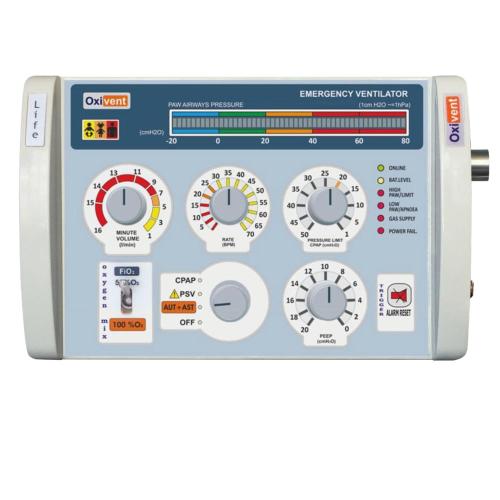 Life
Oxivent
EMERGENCY VENTILATOR
PAW AIRWAYS PRESSURE
(1cm H2O ~=1hPa)
(cmH2O)
-20 0 20 40 60 80
Oxivent
16 15 14 13 11 9 7 5 3 1
MINUTE
VOLUME
(l/min)
5 10 15 20 25 30 35 40 45 50 55 60 65 70
RATE
(BPM)
50 45 40 35 30 25 20 15 10 5 1
PRESSURE LIMIT
CPAP (cmH2O)
ONLINE
BAT.LEVEL
HIGH
PAW/LIMIT
LOW
PAW/APNOEA
GAS SUPPLY
POWER FAIL.
oxygen
mix
FiO2
100 %O2
CPAP
PSV
AUT+AST
OFF
20 18 16 14 12 10 8 6 4 2 0
PEEP
(cmH2O)
TRIGGER
ALARM RESET